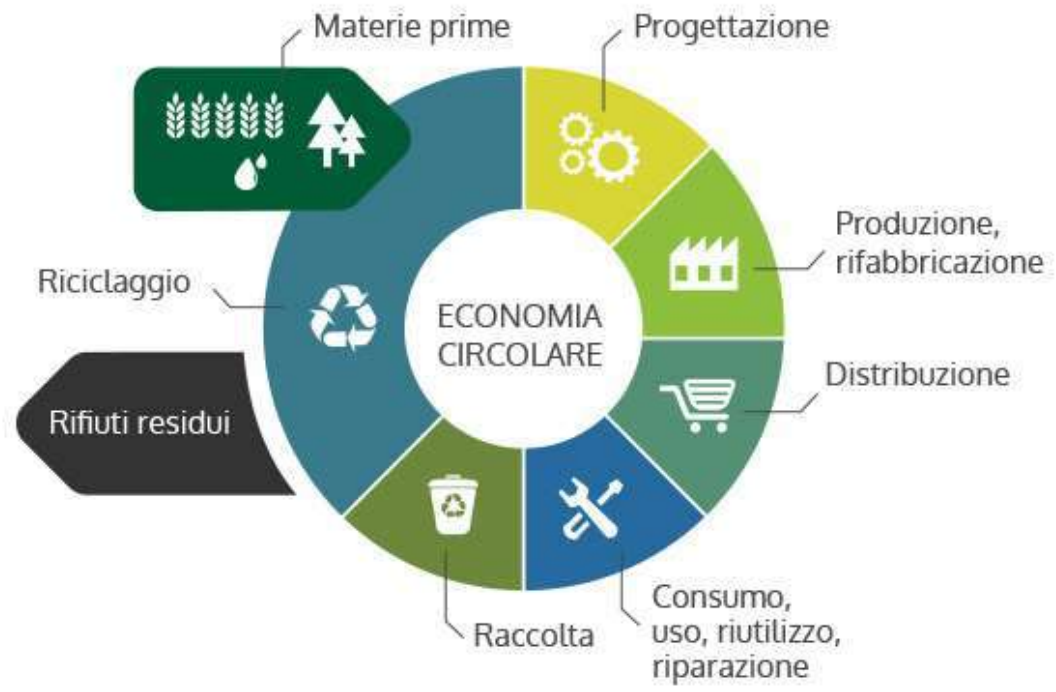 Materie prime
Progettazione
Produzione,
rifabbricazione
Riciclaggio
ECONOMIA
CIRCOLARE
Distribuzione
Rifiuti residui
Consumo,
uso, riutilizzo,
riparazione
Raccolta